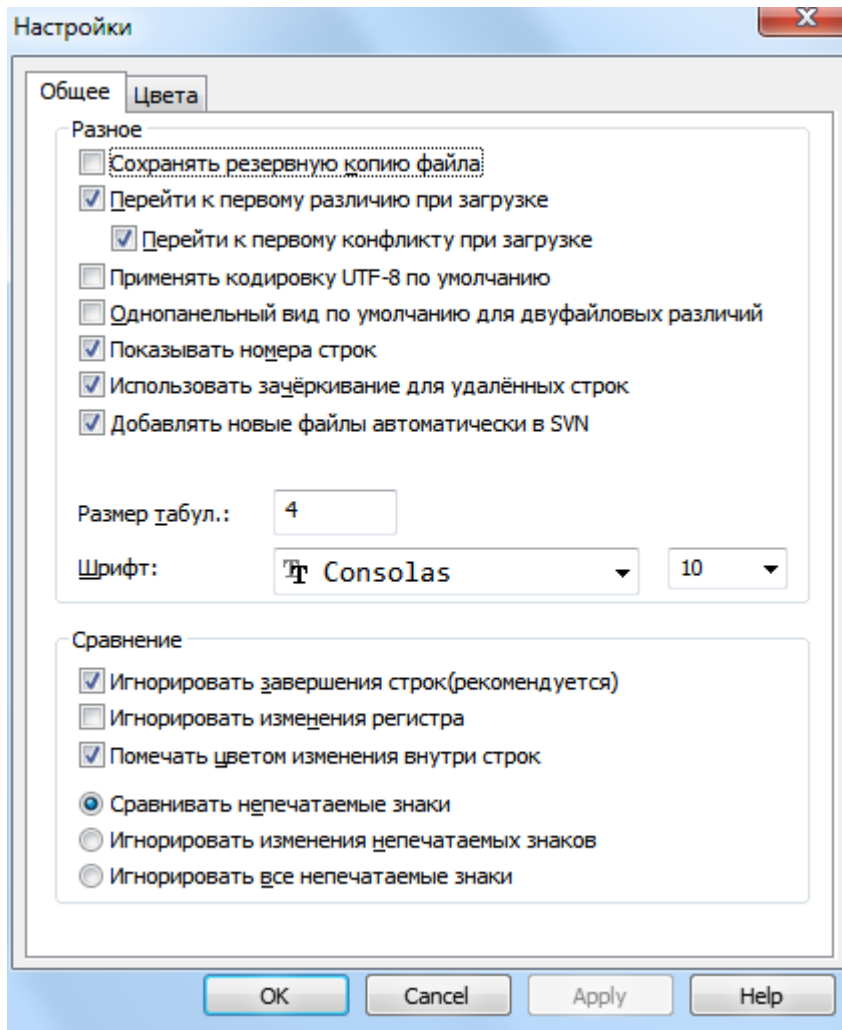 Настройки
Общее
Цвета
Разное
Сохранять резервную копию файла
Перейти к первому различию при загрузке
Перейти к первому конфликту при загрузке
Применять кодировку UTF-8 по умолчанию
Однопанельный вид по умолчанию для двуфайловых различий
Показывать номера строк
Использовать зачёркивание для удалённых строк
Добавлять новые файлы автоматически в SVN
Размер табул.: 4
Шрифт: Consolas 10
Сравнение
Игнорировать завершения строк(рекомендуется)
Игнорировать изменения регистра
Помечать цветом изменения внутри строк
Сравнивать непечатаемые знаки
Игнорировать изменения непечатаемых знаков
Игнорировать все непечатаемые знаки
OK Cancel Apply Help